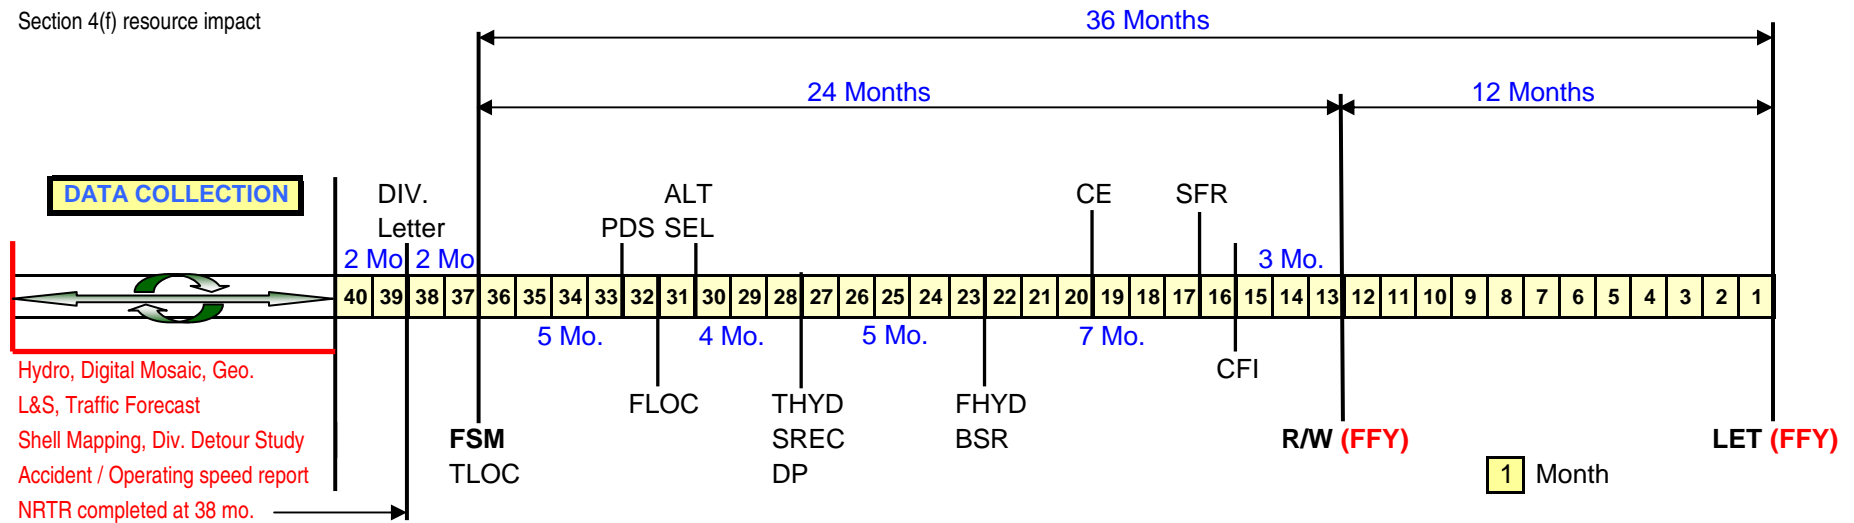 Section 4(f) resource impact
36 Months
24 Months
12 Months
DATA COLLECTION
DIV.
Letter
PDS
ALT
SEL
CE
SFR
2 Mo
2 Mo
3 Mo.
40 39 38 37 36 35 34 33 32 31 30 29 28 27 26 25 24 23 22 21 20 19 18 17 16 15 14 13 12 11 10 9 8 7 6 5 4 3 2 1
5 Mo.
4 Mo.
5 Mo.
7 Mo.
CFI
Hydro, Digital Mosaic, Geo.
L&S, Traffic Forecast
Shell Mapping, Div. Detour Study
Accident / Operating speed report
NRTR completed at 38 mo.
FSM
TLOC
FLOC
THYD
SREC
DP
FHYD
BSR
R/W (FFY)
LET (FFY)
1 Month